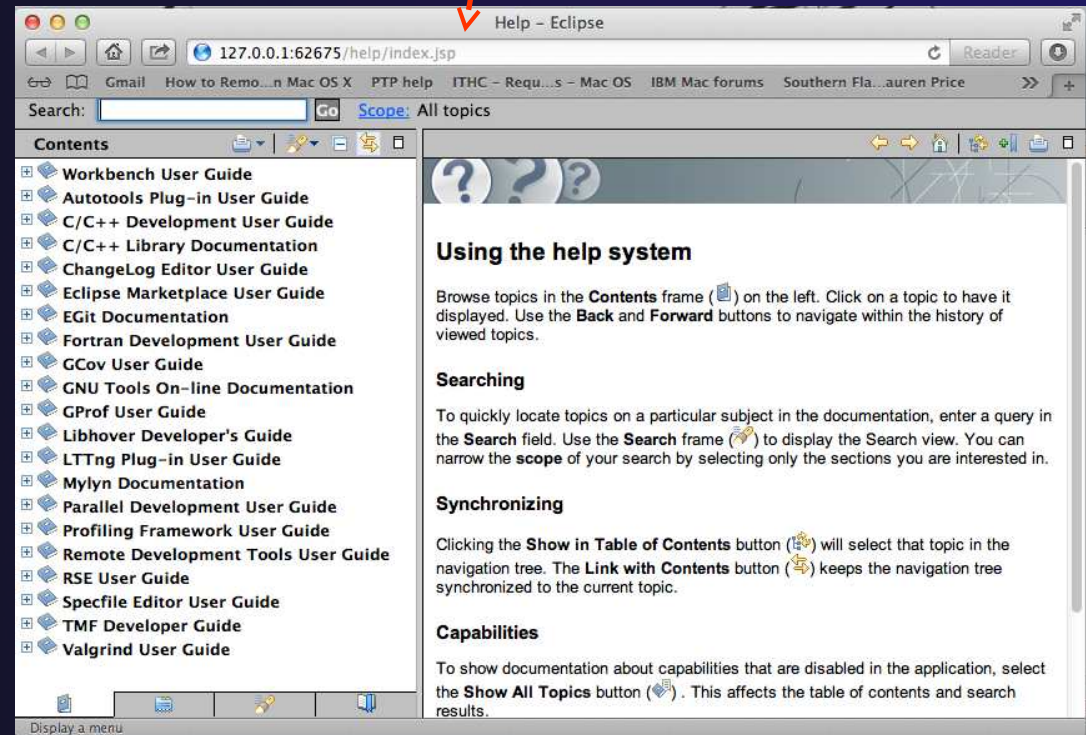 Help – Eclipse
127.0.0.1:62675/help/index.jsp
Reader
Gmail How to Remo...n Mac OS X PTP help ITHC – Requ...s – Mac OS IBM Mac forums Southern Fla...auren Price
Search: Go Scope: All topics
Contents
Workbench User Guide
Autotools Plug-in User Guide
C/C++ Development User Guide
C/C++ Library Documentation
ChangeLog Editor User Guide
Eclipse Marketplace User Guide
EGit Documentation
Fortran Development User Guide
GCov User Guide
GNU Tools On-line Documentation
GProf User Guide
Libhover Developer's Guide
LTTng Plug-in User Guide
Mylyn Documentation
Parallel Development User Guide
Profiling Framework User Guide
Remote Development Tools User Guide
RSE User Guide
Specfile Editor User Guide
TMF Developer Guide
Valgrind User Guide
Display a menu
Using the help system
Browse topics in the Contents frame ( ) on the left. Click on a topic to have it
displayed. Use the Back and Forward buttons to navigate within the history of
viewed topics.
Searching
To quickly locate topics on a particular subject in the documentation, enter a query in
the Search field. Use the Search frame ( ) to display the Search view. You can
narrow the scope of your search by selecting only the sections you are interested in.
Synchronizing
Clicking the Show in Table of Contents button ( ) will select that topic in the
navigation tree. The Link with Contents button ( ) keeps the navigation tree
synchronized to the current topic.
Capabilities
To show documentation about capabilities that are disabled in the application, select
the Show All Topics button ( ) . This affects the table of contents and search
results.